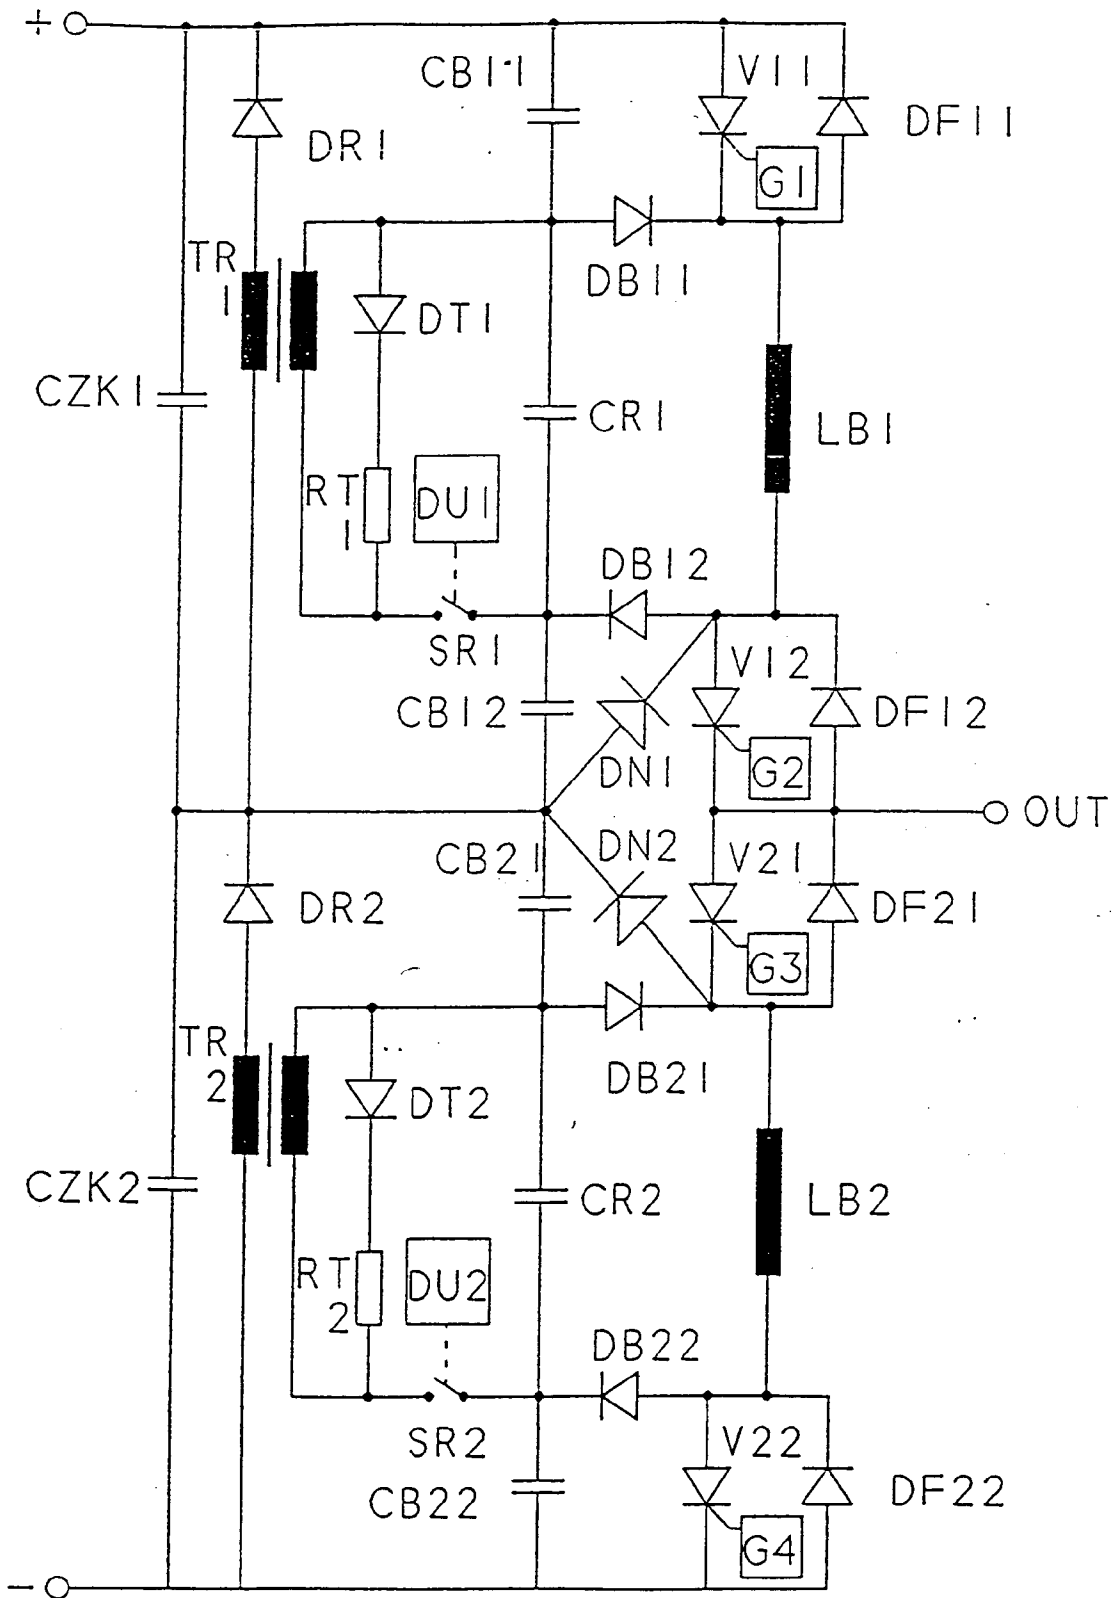 +
CB11
V11
DF11
DR1
G1
TR
1
DB11
DT1
CZK1
CR1
LB1
RT
1
DU1
DB12
SR1
V12
CB12
DF12
DN1
G2
OUT
CB21
DN2
V21
DR2
DF21
G3
TR
2
DB21
DT2
CZK2
CR2
LB2
RT
2
DU2
DB22
SR2
V22
CB22
DF22
G4
-